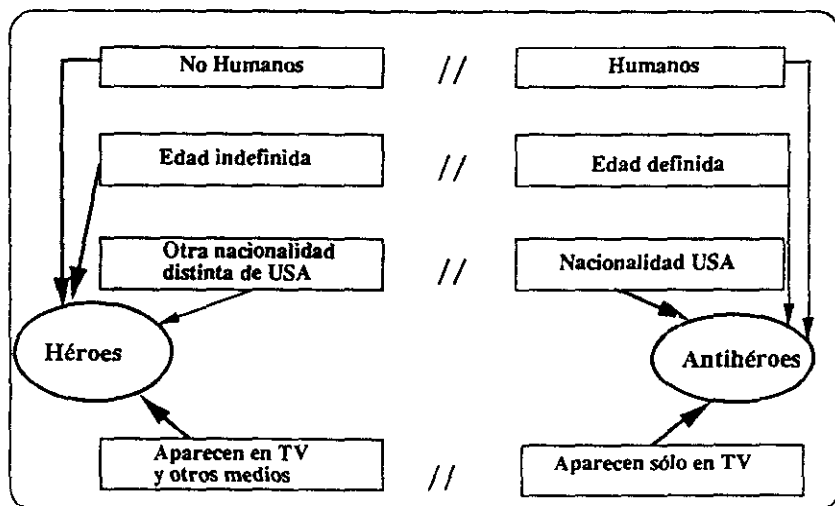 No Humanos // Humanos
Edad indefinida // Edad definida
Otra nacionalidad
distinta de USA // Nacionalidad USA
Héroes
Antihéroes
Aparecen en TV
y otros medios // Aparecen sólo en TV